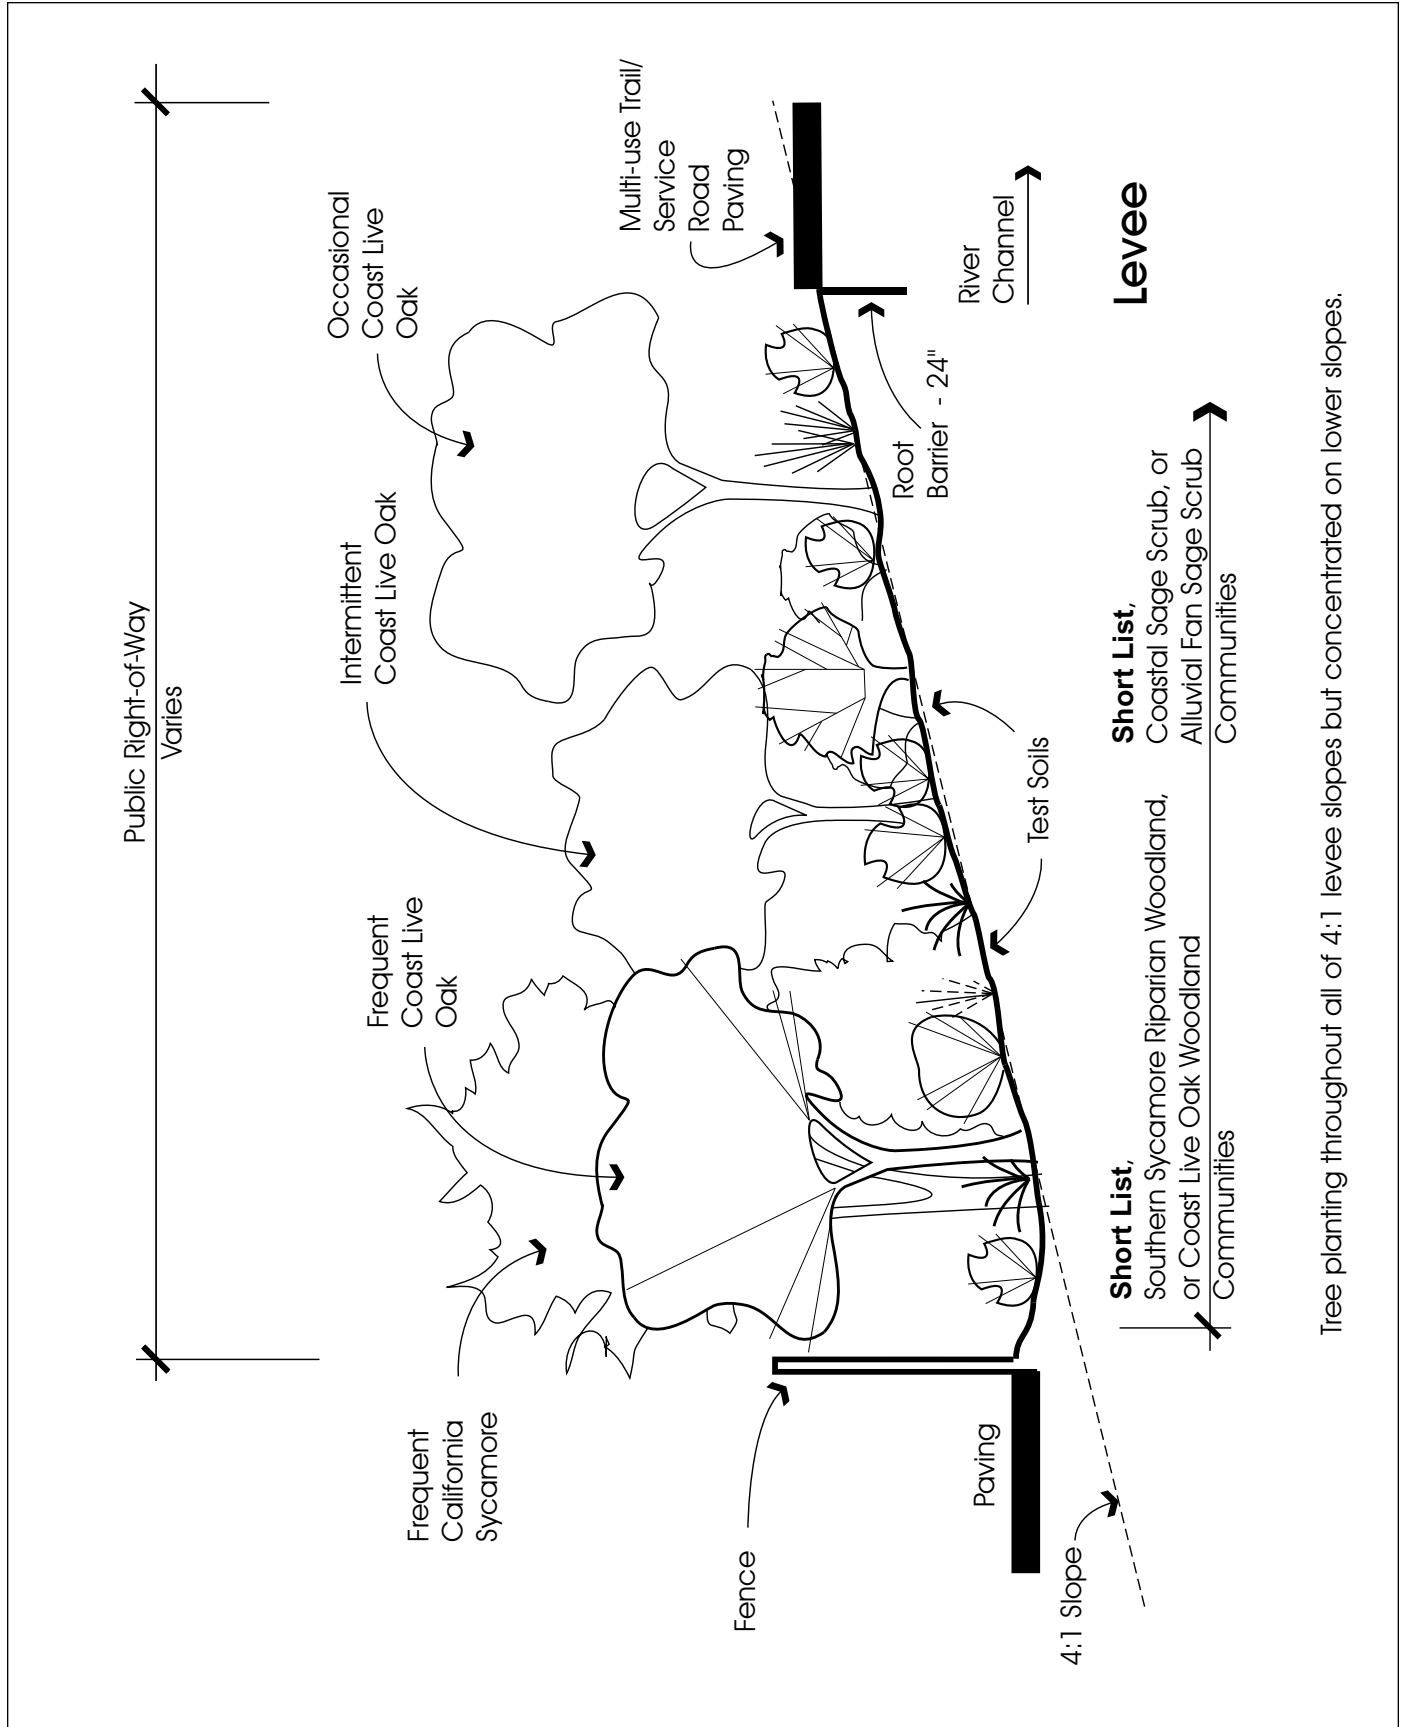 Public Right-of-Way
Varies
Occasional
Coast Live
Oak
Intermittent
Coast Live Oak
Frequent
Coast Live
Oak
Frequent
California
Sycamore
Multi-use Trail/
Service
Road
Paving
Fence
Paving
4:1 Slope
Root
Barrier - 24"
River
Channel
Test Soils
Levee
Short List,
Southern Sycamore Riparian Woodland,
or Coast Live Oak Woodland
Communities
Short List,
Coastal Sage Scrub, or
Alluvial Fan Sage Scrub
Communities
Tree planting throughout all of 4:1 levee slopes but concentrated on lower slopes.